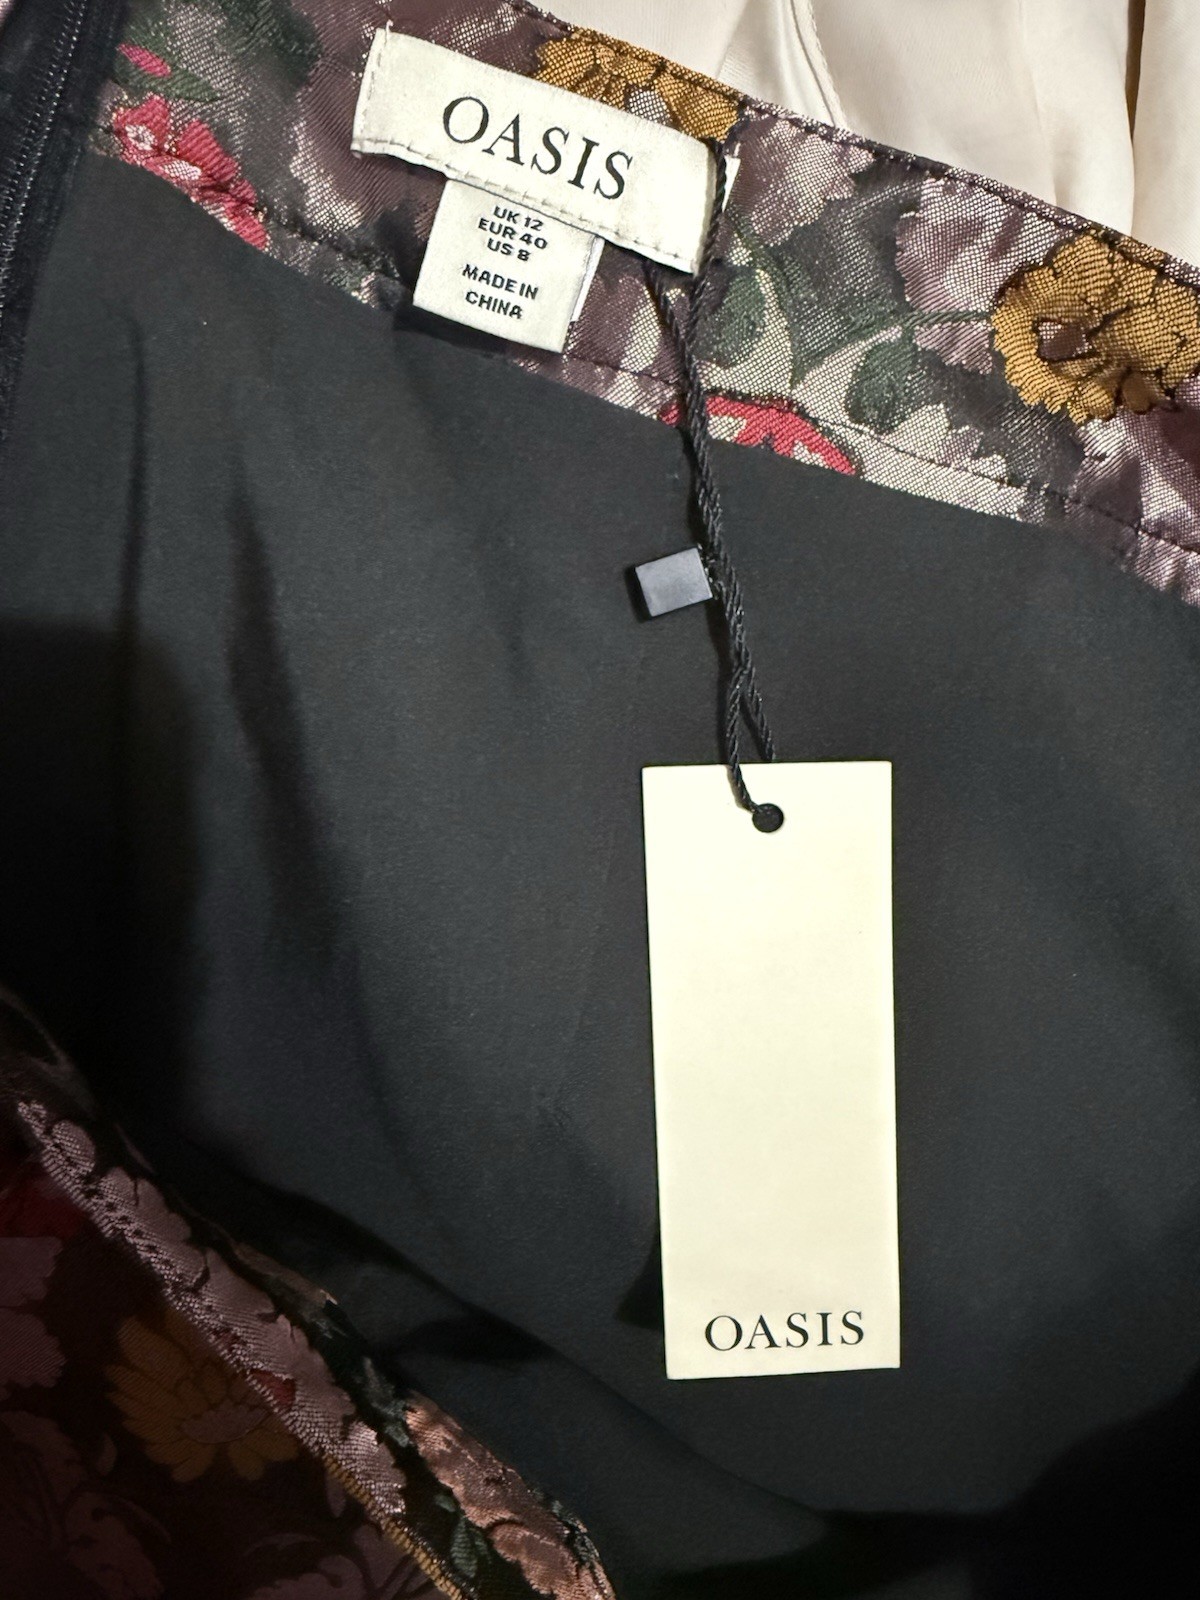 OASIS
UK 12
EUR 40
US 8
MADE IN
CHINA
OASIS